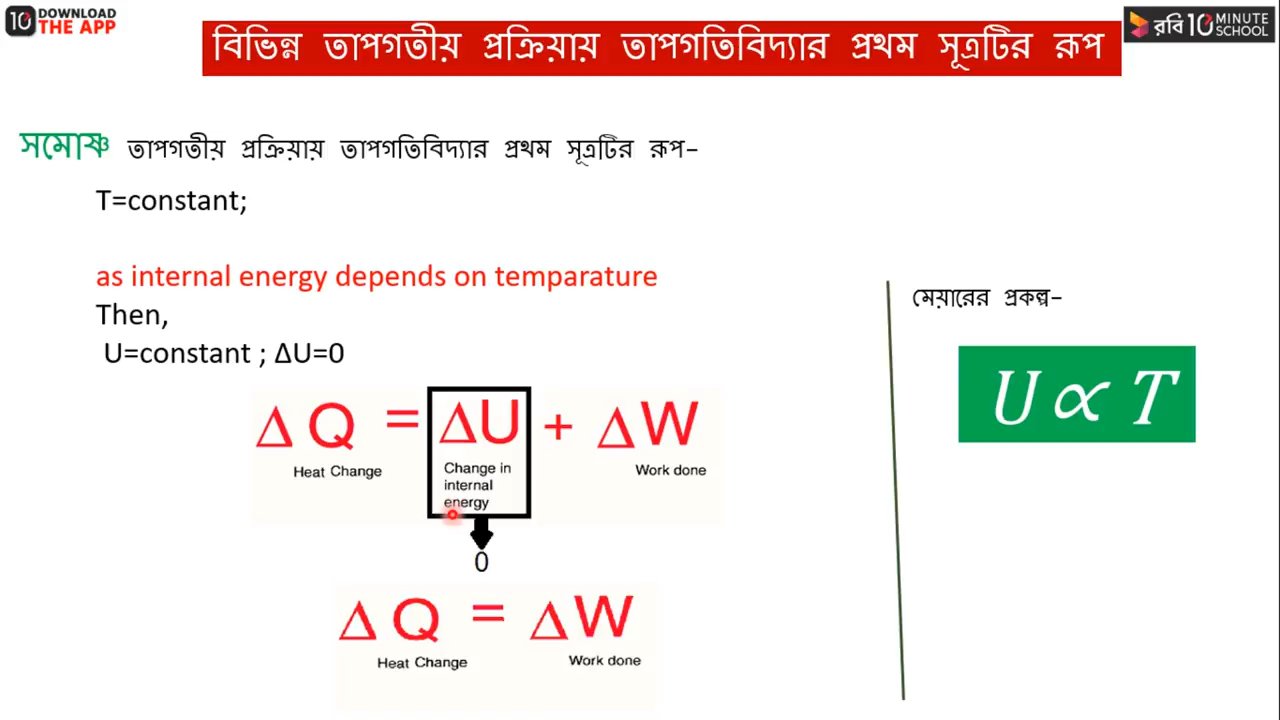 10 DOWNLOAD
THE APP
বিভিন্ন তাপগতীয় প্রক্রিয়ায় তাপগতিবিদ্যার প্রথম সূত্রটির রূপ
রবি 10 MINUTE
SCHOOL
সমোষ্ণ তাপগতীয় প্রক্রিয়ায় তাপগতিবিদ্যার প্রথম সূত্রটির রূপ-
T=constant;
as internal energy depends on temparature
Then,
U=constant ; ΔU=0
Δ Q = ΔU + ΔW
Heat Change
Change in
internal
energy
Work done
0
Δ Q = ΔW
Heat Change
Work done
মেয়ারের প্রকল্প-
U ∝ T